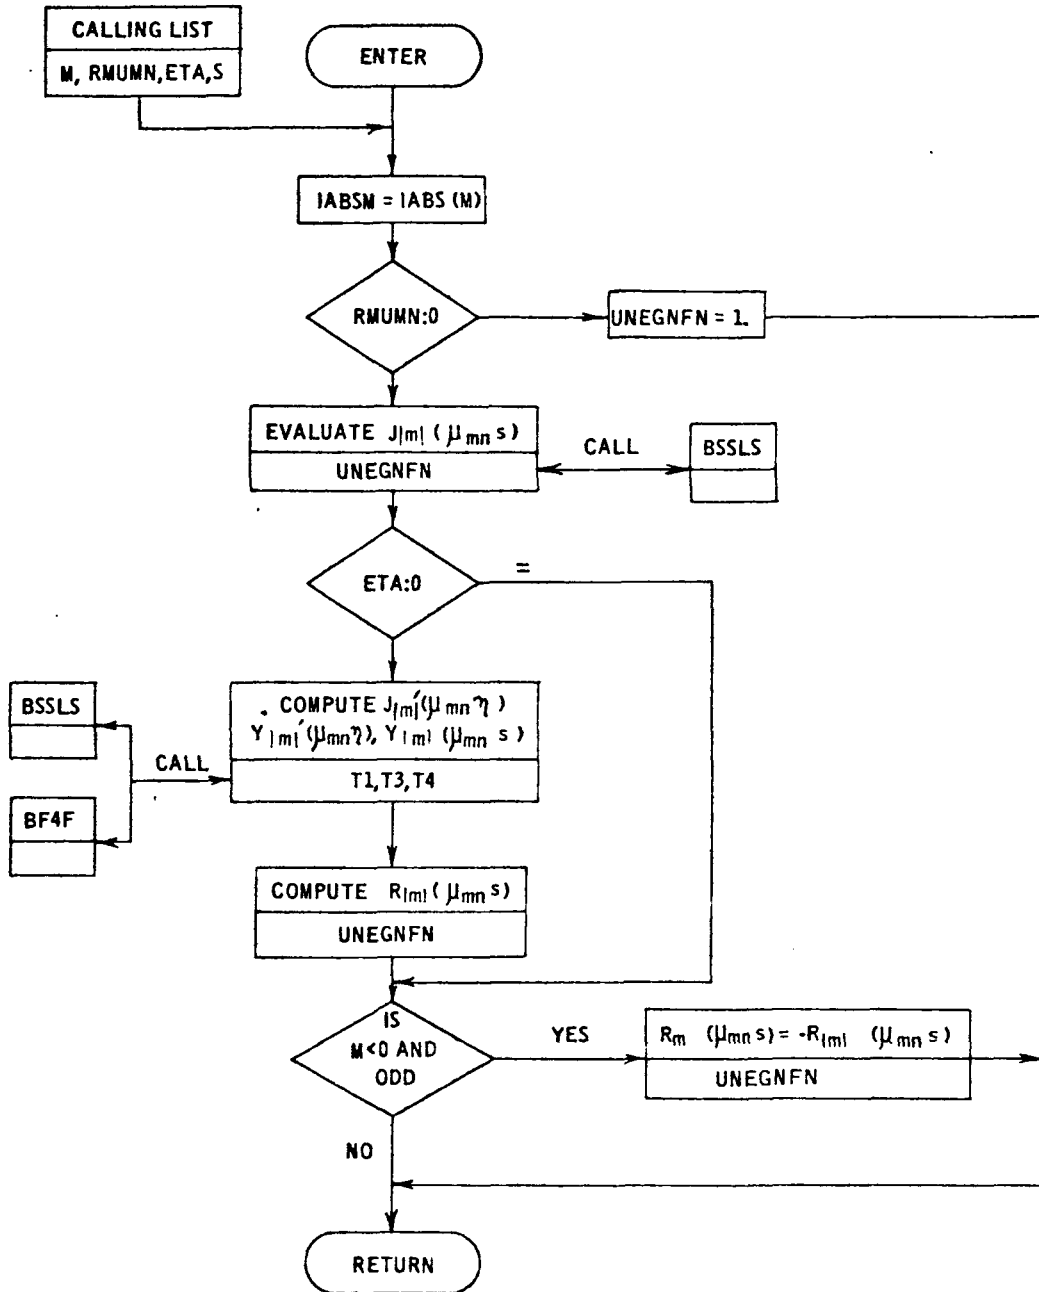 CALLING LIST
M, RMUMN,ETA,S
ENTER
IABSM = IABS (M)
RMUMN:0
UNEGNFN = 1.
EVALUATE J|m| ( μmn s)
UNEGNFN
CALL
BSSLS
ETA:0
=
COMPUTE J|m|′(μmn η)
Y|m|′(μmn η), Y|m| (μmn s)
T1,T3,T4
CALL
BSSLS
BF4F
COMPUTE R|m| ( μmn s)
UNEGNFN
IS
M<0 AND
ODD
YES
Rm (μmn s) = -R|m| (μmn s)
UNEGNFN
NO
RETURN